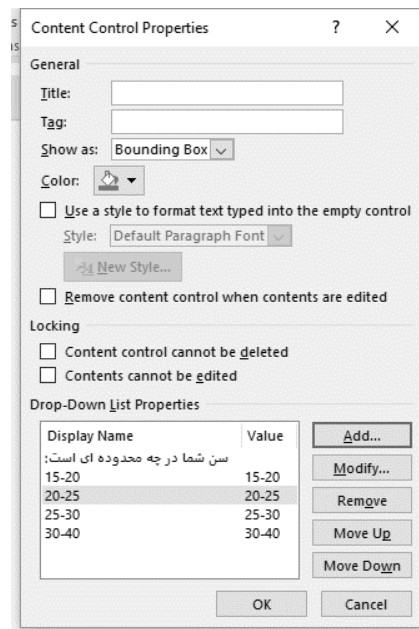 Content Control Properties ? ×
General
Title:
Tag:
Show as: Bounding Box
Color:
Use a style to format text typed into the empty control
Style: Default Paragraph Font
New Style...
Remove content control when contents are edited
Locking
Content control cannot be deleted
Contents cannot be edited
Drop-Down List Properties
Display Name Value
سن شما در چه محدوده ای است:
15-20 15-20
20-25 20-25
25-30 25-30
30-40 30-40
Add...
Modify...
Remove
Move Up
Move Down
OK Cancel